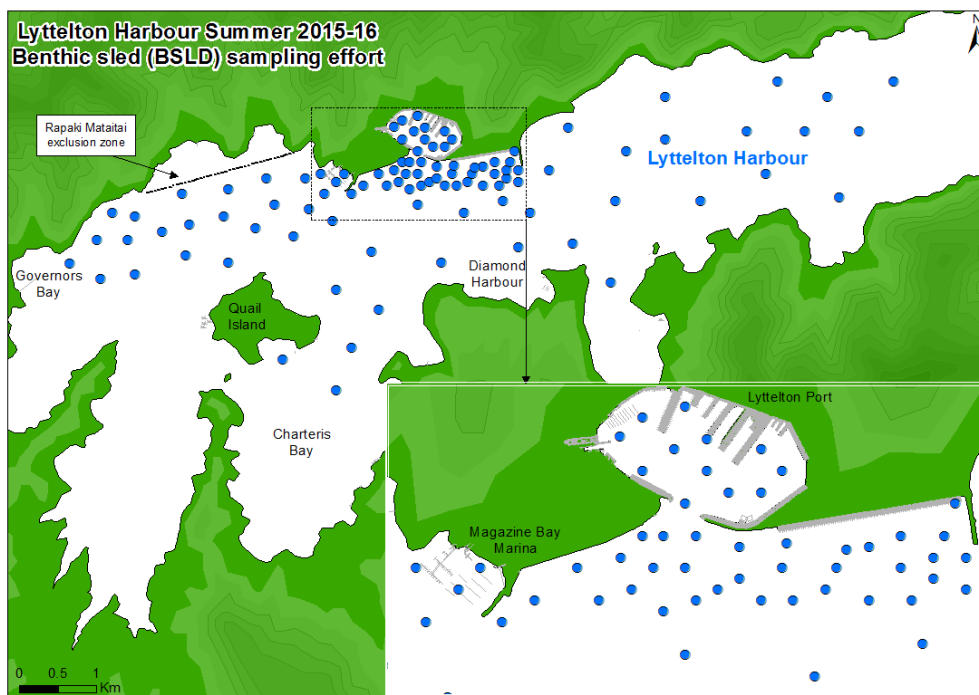 Lyttelton Harbour Summer 2015-16
Benthic sled (BSLD) sampling effort
N
Rapaki Mataitai
exclusion zone
Lyttelton Harbour
Governors
Bay
Diamond
Harbour
Quail
Island
Charteris
Bay
Lyttelton Port
Magazine Bay
Marina
0 0.5 1
Km